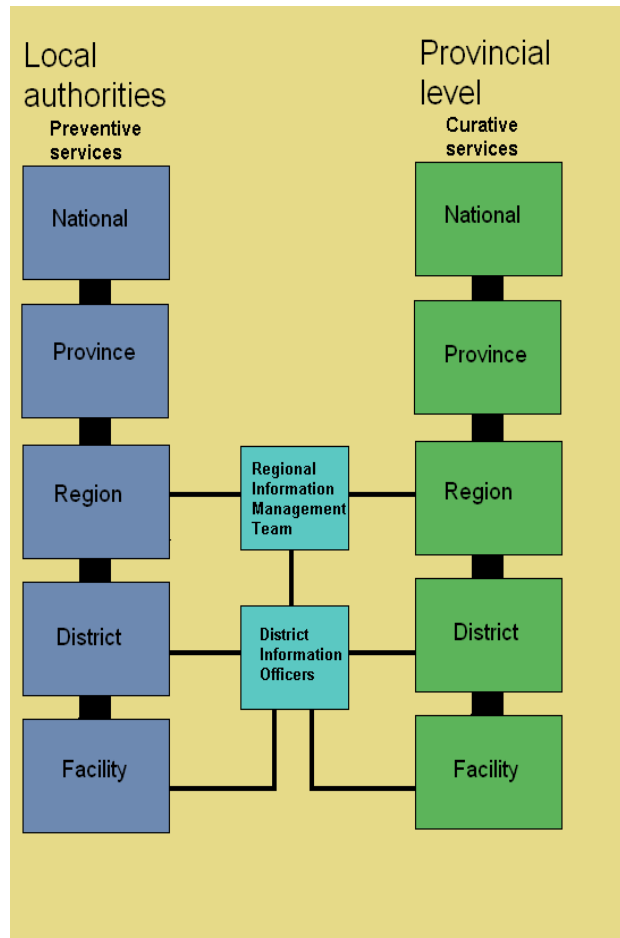 Local
authorities
Preventive
services
National
Province
Region
District
Facility
Regional
Information
Management
Team
District
Information
Officers
Provincial
level
Curative
services
National
Province
Region
District
Facility